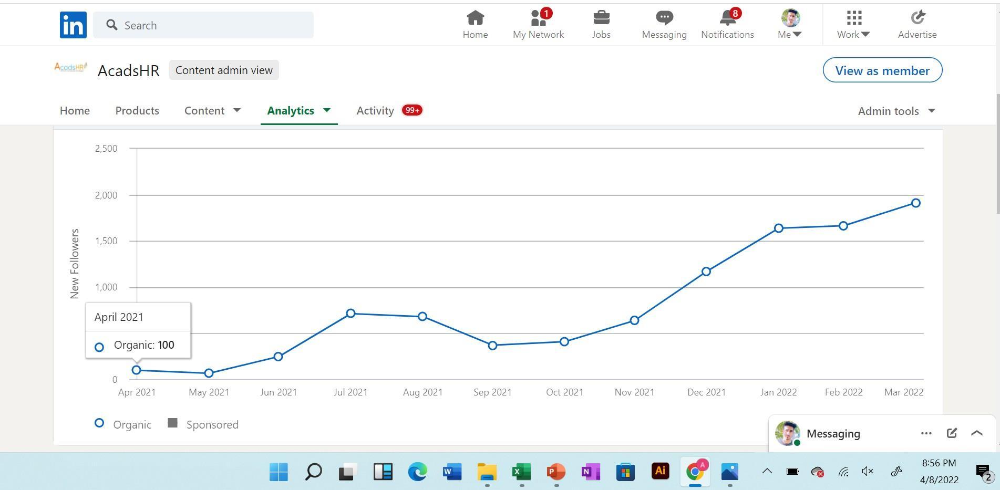 in
Search
1
8
Home
My Network
Jobs
Messaging
Notifications
Me
Work
Advertise
AcadsHR
AcadsHR
Content admin view
View as member
Home
Products
Content
Analytics
Activity
99+
Admin tools
2,500
2,000
1,500
1,000
0
New Followers
April 2021
Organic: 100
Apr 2021
May 2021
Jun 2021
Jul 2021
Aug 2021
Sep 2021
Oct 2021
Nov 2021
Dec 2021
Jan 2022
Feb 2022
Mar 2022
Organic
Sponsored
Messaging
W
X
P
N
Ai
A
8:56 PM
4/8/2022
2